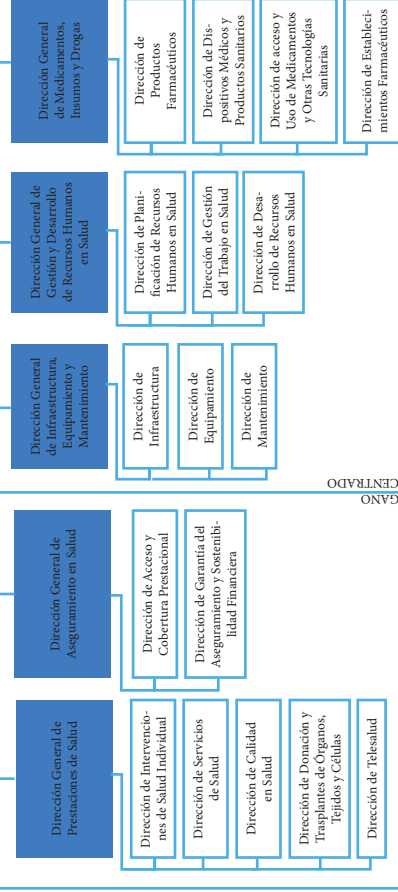 Dirección General de
Prestaciones de Salud
Dirección de Intervencio-
nes de Salud Individual
Dirección de Servicios
de Salud
Dirección de Calidad
en Salud
Dirección de Donación y
Trasplantes de Órganos,
Tejidos y Células
Dirección de Telesalud
Dirección General de
Aseguramiento en Salud
Dirección de Acceso y
Cobertura Prestacional
Dirección de Garantía del
Aseguramiento y Sostenibi-
lidad Financiera
GANO
CENTRADO
Dirección General
de Infraestructura,
Equipamiento y
Mantenimiento
Dirección de
Infraestructura
Dirección de
Equipamiento
Dirección de
Mantenimiento
Dirección General de
Gestión y Desarrollo
de Recursos Humanos
en Salud
Dirección de Plani-
ficación de Recursos
Humanos en Salud
Dirección de Gestión
del Trabajo en Salud
Dirección de Desa-
rrollo de Recursos
Humanos en Salud
Dirección General
de Medicamentos,
Insumos y Drogas
Dirección de
Productos
Farmacéuticos
Dirección de Dis-
positivos Médicos y
Productos Sanitarios
Dirección de acceso y
Uso de Medicamentos
y Otras Tecnologías
Sanitarias
Dirección de Estableci-
mientos Farmacéuticos